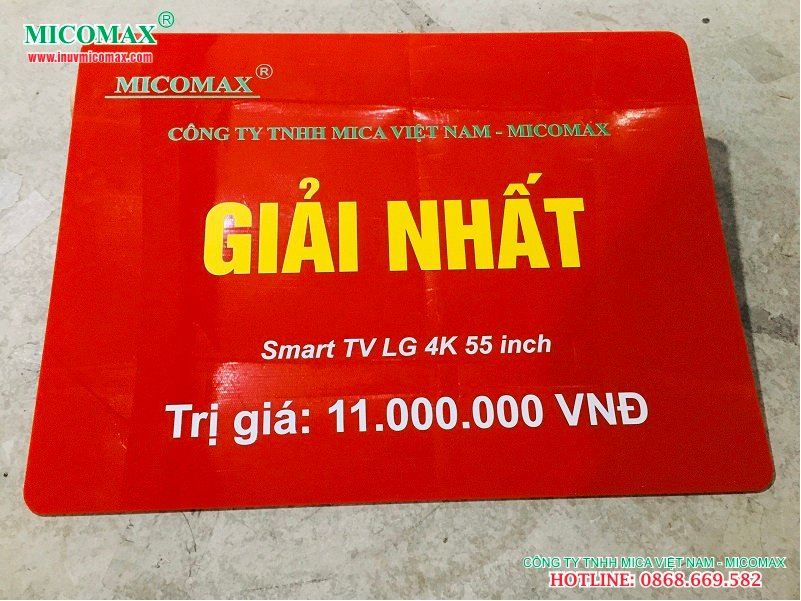 MICOMAX®
www.inuvmicomax.com
MICOMAX®
CÔNG TY TNHH MICA VIỆT NAM - MICOMAX
GIẢI NHẤT
Smart TV LG 4K 55 inch
Trị giá: 11.000.000 VNĐ
CÔNG TY TNHH MICA VIỆT NAM - MICOMAX
HOTLINE: 0868.669.582